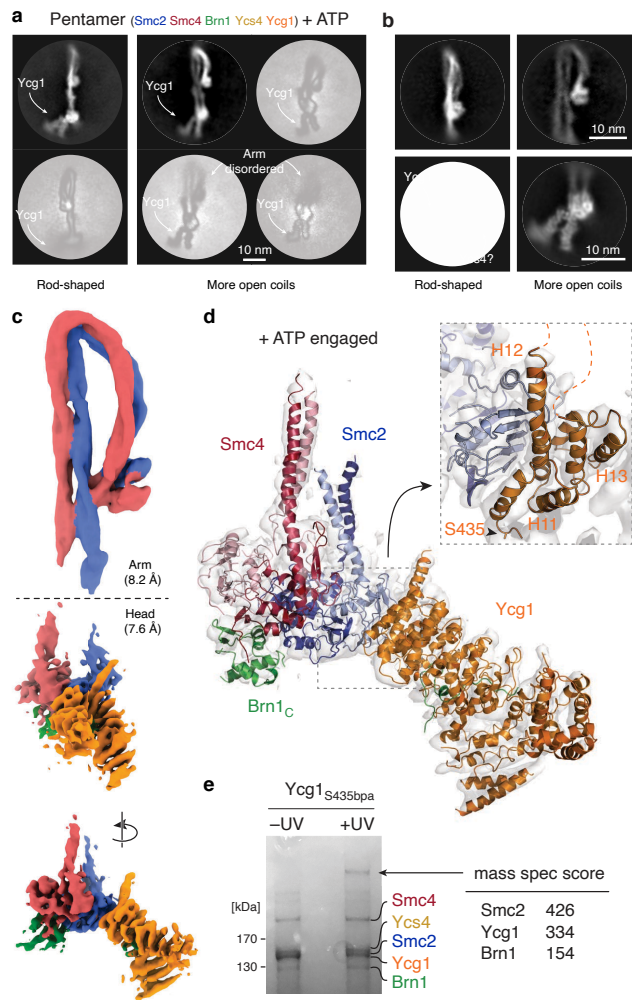 a
Pentamer (Smc2 Smc4 Brn1 Ycs4 Ycg1) + ATP
Ycg1
Ycg1
Ycg1
Arm
disordered
Ycg1
Ycg1
Ycg1
10 nm
Rod-shaped
More open coils
b
10 nm
10 nm
Rod-shaped
More open coils
c
Arm
(8.2 Å)
Head
(7.6 Å)
d
+ ATP engaged
Smc4
Smc2
Brn1C
Ycg1
H12
H13
H11
S435
e
Ycg1S435bpa
–UV
+UV
[kDa]
170
130
Smc4
Ycs4
Smc2
Ycg1
Brn1
mass spec score
Smc2 426
Ycg1 334
Brn1 154